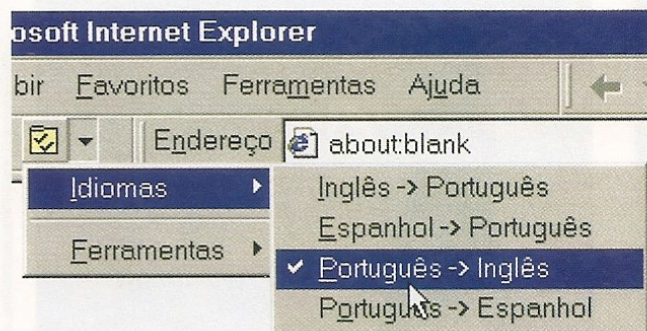 osoft Internet Explorer
bir Favoritos Ferramentas Ajuda
Endereço about:blank
Idiomas
Ferramentas
Inglês -> Português
Espanhol -> Português
Português -> Inglês
Português -> Espanhol